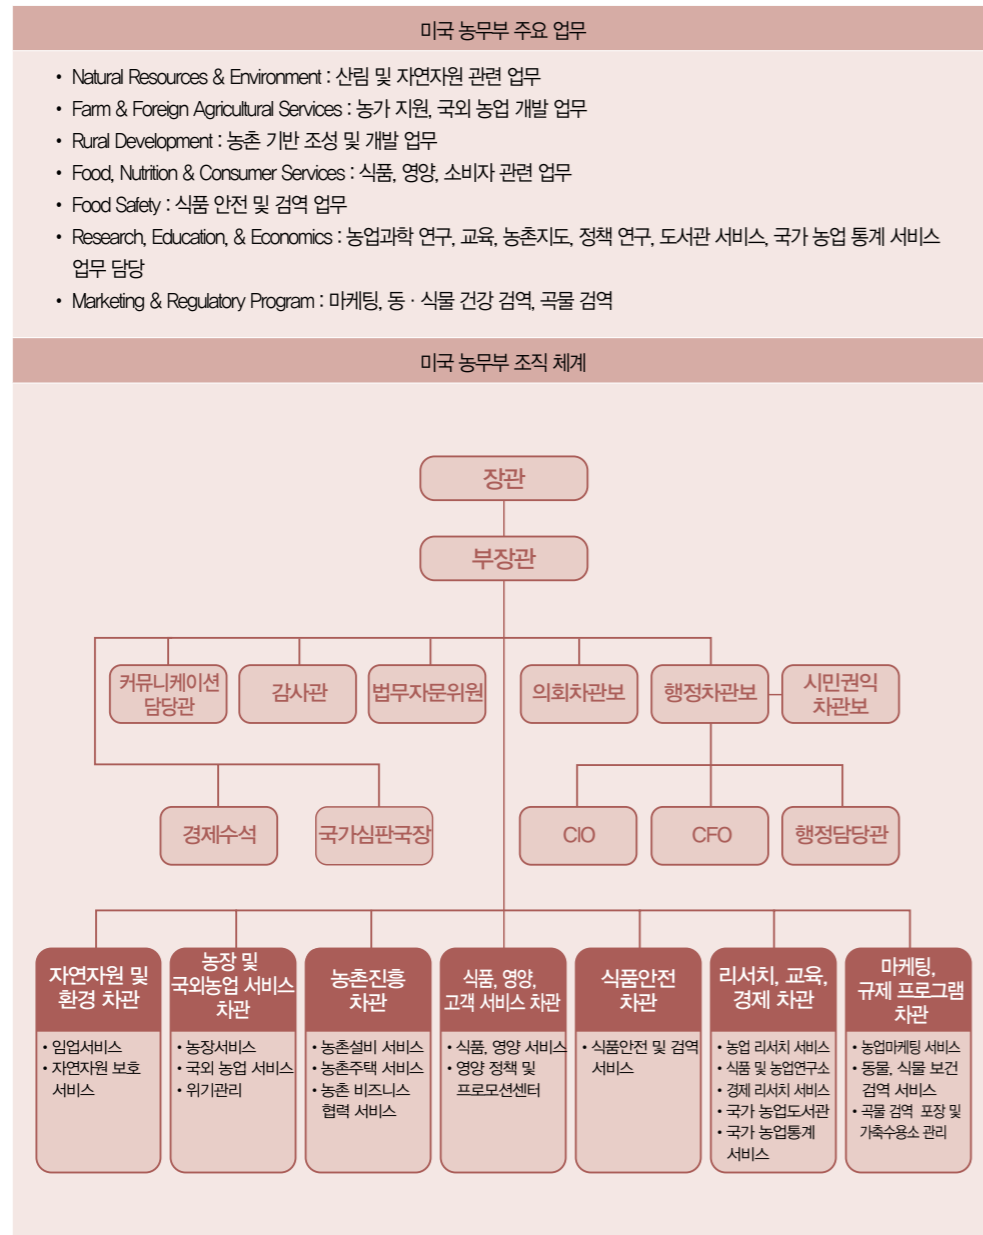 미국 농무부 주요 업무
• Natural Resources & Environment : 산림 및 자연자원 관련 업무
• Farm & Foreign Agricultural Services : 농가 지원, 국외 농업 개발 업무
• Rural Development : 농촌 기반 조성 및 개발 업무
• Food, Nutrition & Consumer Services : 식품, 영양, 소비자 관련 업무
• Food Safety : 식품 안전 및 검역 업무
• Research, Education, & Economics : 농업과학 연구, 교육, 농촌지도, 정책 연구, 도서관 서비스, 국가 농업 통계 서비스
업무 담당
• Marketing & Regulatory Program : 마케팅, 동 · 식물 건강 검역, 곡물 검역
미국 농무부 조직 체계
장관
부장관
커뮤니케이션
담당관
감사관
법무자문위원
의회차관보
행정차관보
시민권익
차관보
경제수석
국가심판국장
CIO
CFO
행정담당관
자연자원 및
환경 차관
• 임업서비스
• 자연자원 보호
서비스
농장 및
국외농업 서비스
차관
• 농장서비스
• 국외 농업 서비스
• 위기관리
농촌진흥
차관
• 농촌설비 서비스
• 농촌주택 서비스
• 농촌 비즈니스
협력 서비스
식품, 영양,
고객 서비스 차관
• 식품, 영양 서비스
• 영양 정책 및
프로모션센터
식품안전
차관
• 식품안전 및 검역
서비스
리서치, 교육,
경제 차관
• 농업 리서치 서비스
• 식품 및 농업연구소
• 경제 리서치 서비스
• 국가 농업도서관
• 국가 농업통계
서비스
마케팅,
규제 프로그램
차관
• 농업마케팅 서비스
• 동물, 식물 보건
검역 서비스
• 곡물 검역 포장 및
가축수용소 관리